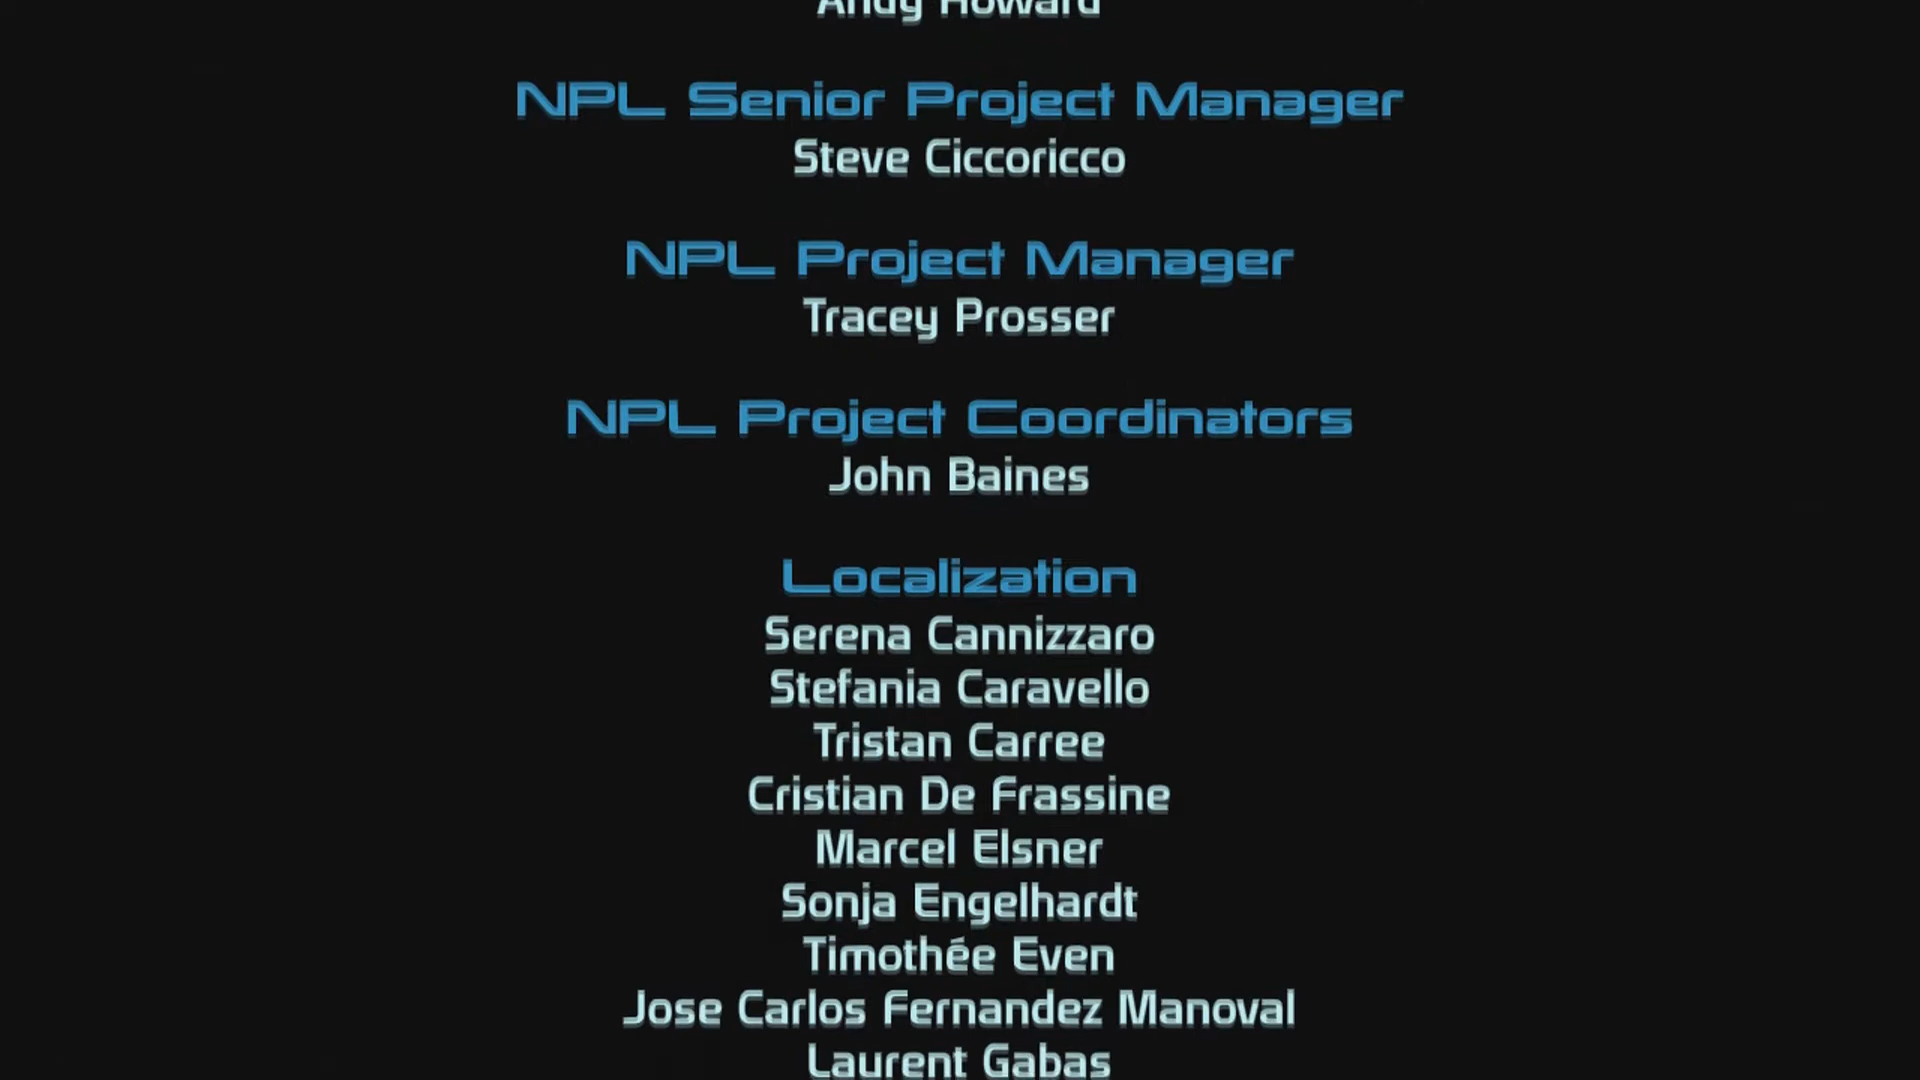 Andy Howard
NPL Senior Project Manager
Steve Ciccoricco
NPL Project Manager
Tracey Prosser
NPL Project Coordinators
John Baines
Localization
Serena Cannizzaro
Stefania Caravello
Tristan Carree
Cristian De Frassine
Marcel Elsner
Sonja Engelhardt
Timothée Even
Jose Carlos Fernandez Manoval
Laurent Gabas